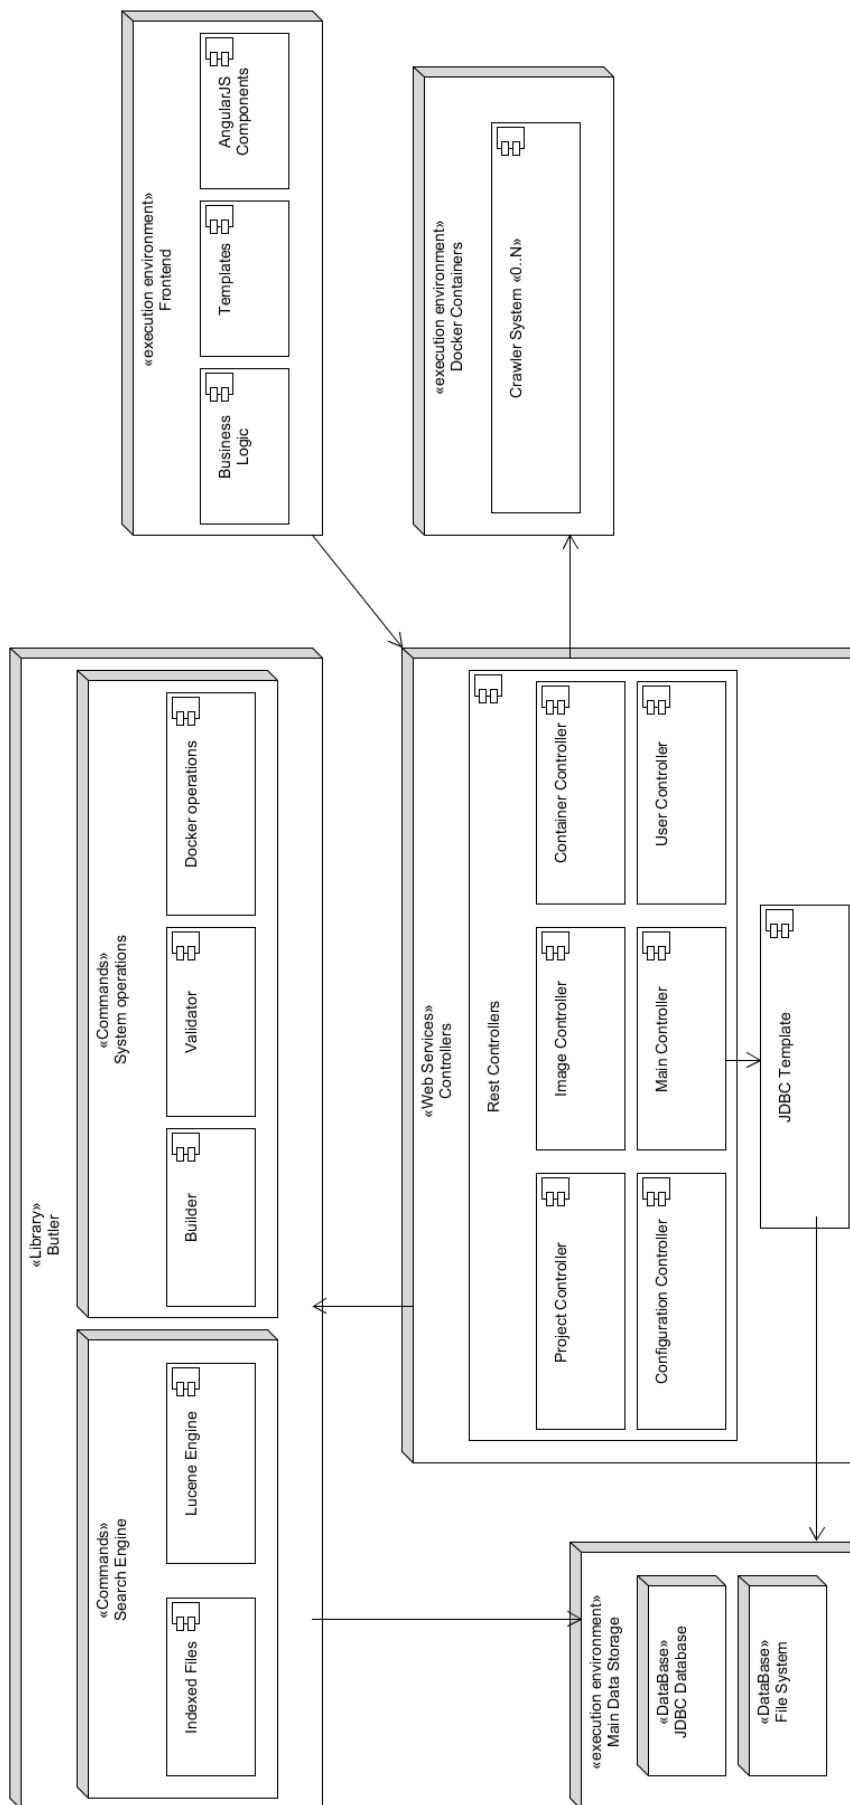 «execution environment»
Frontend
Business
Logic
Templates
AngularJS
Components
«execution environment»
Docker Containers
Crawler System «0..N»
«Library»
Butler
«Commands»
Search Engine
Indexed Files
Lucene Engine
«Commands»
System operations
Builder
Validator
Docker operations
«Web Services»
Controllers
Rest Controllers
Project Controller
Image Controller
Container Controller
Configuration Controller
Main Controller
User Controller
JDBC Template
«execution environment»
Main Data Storage
«DataBase»
JDBC Database
«DataBase»
File System